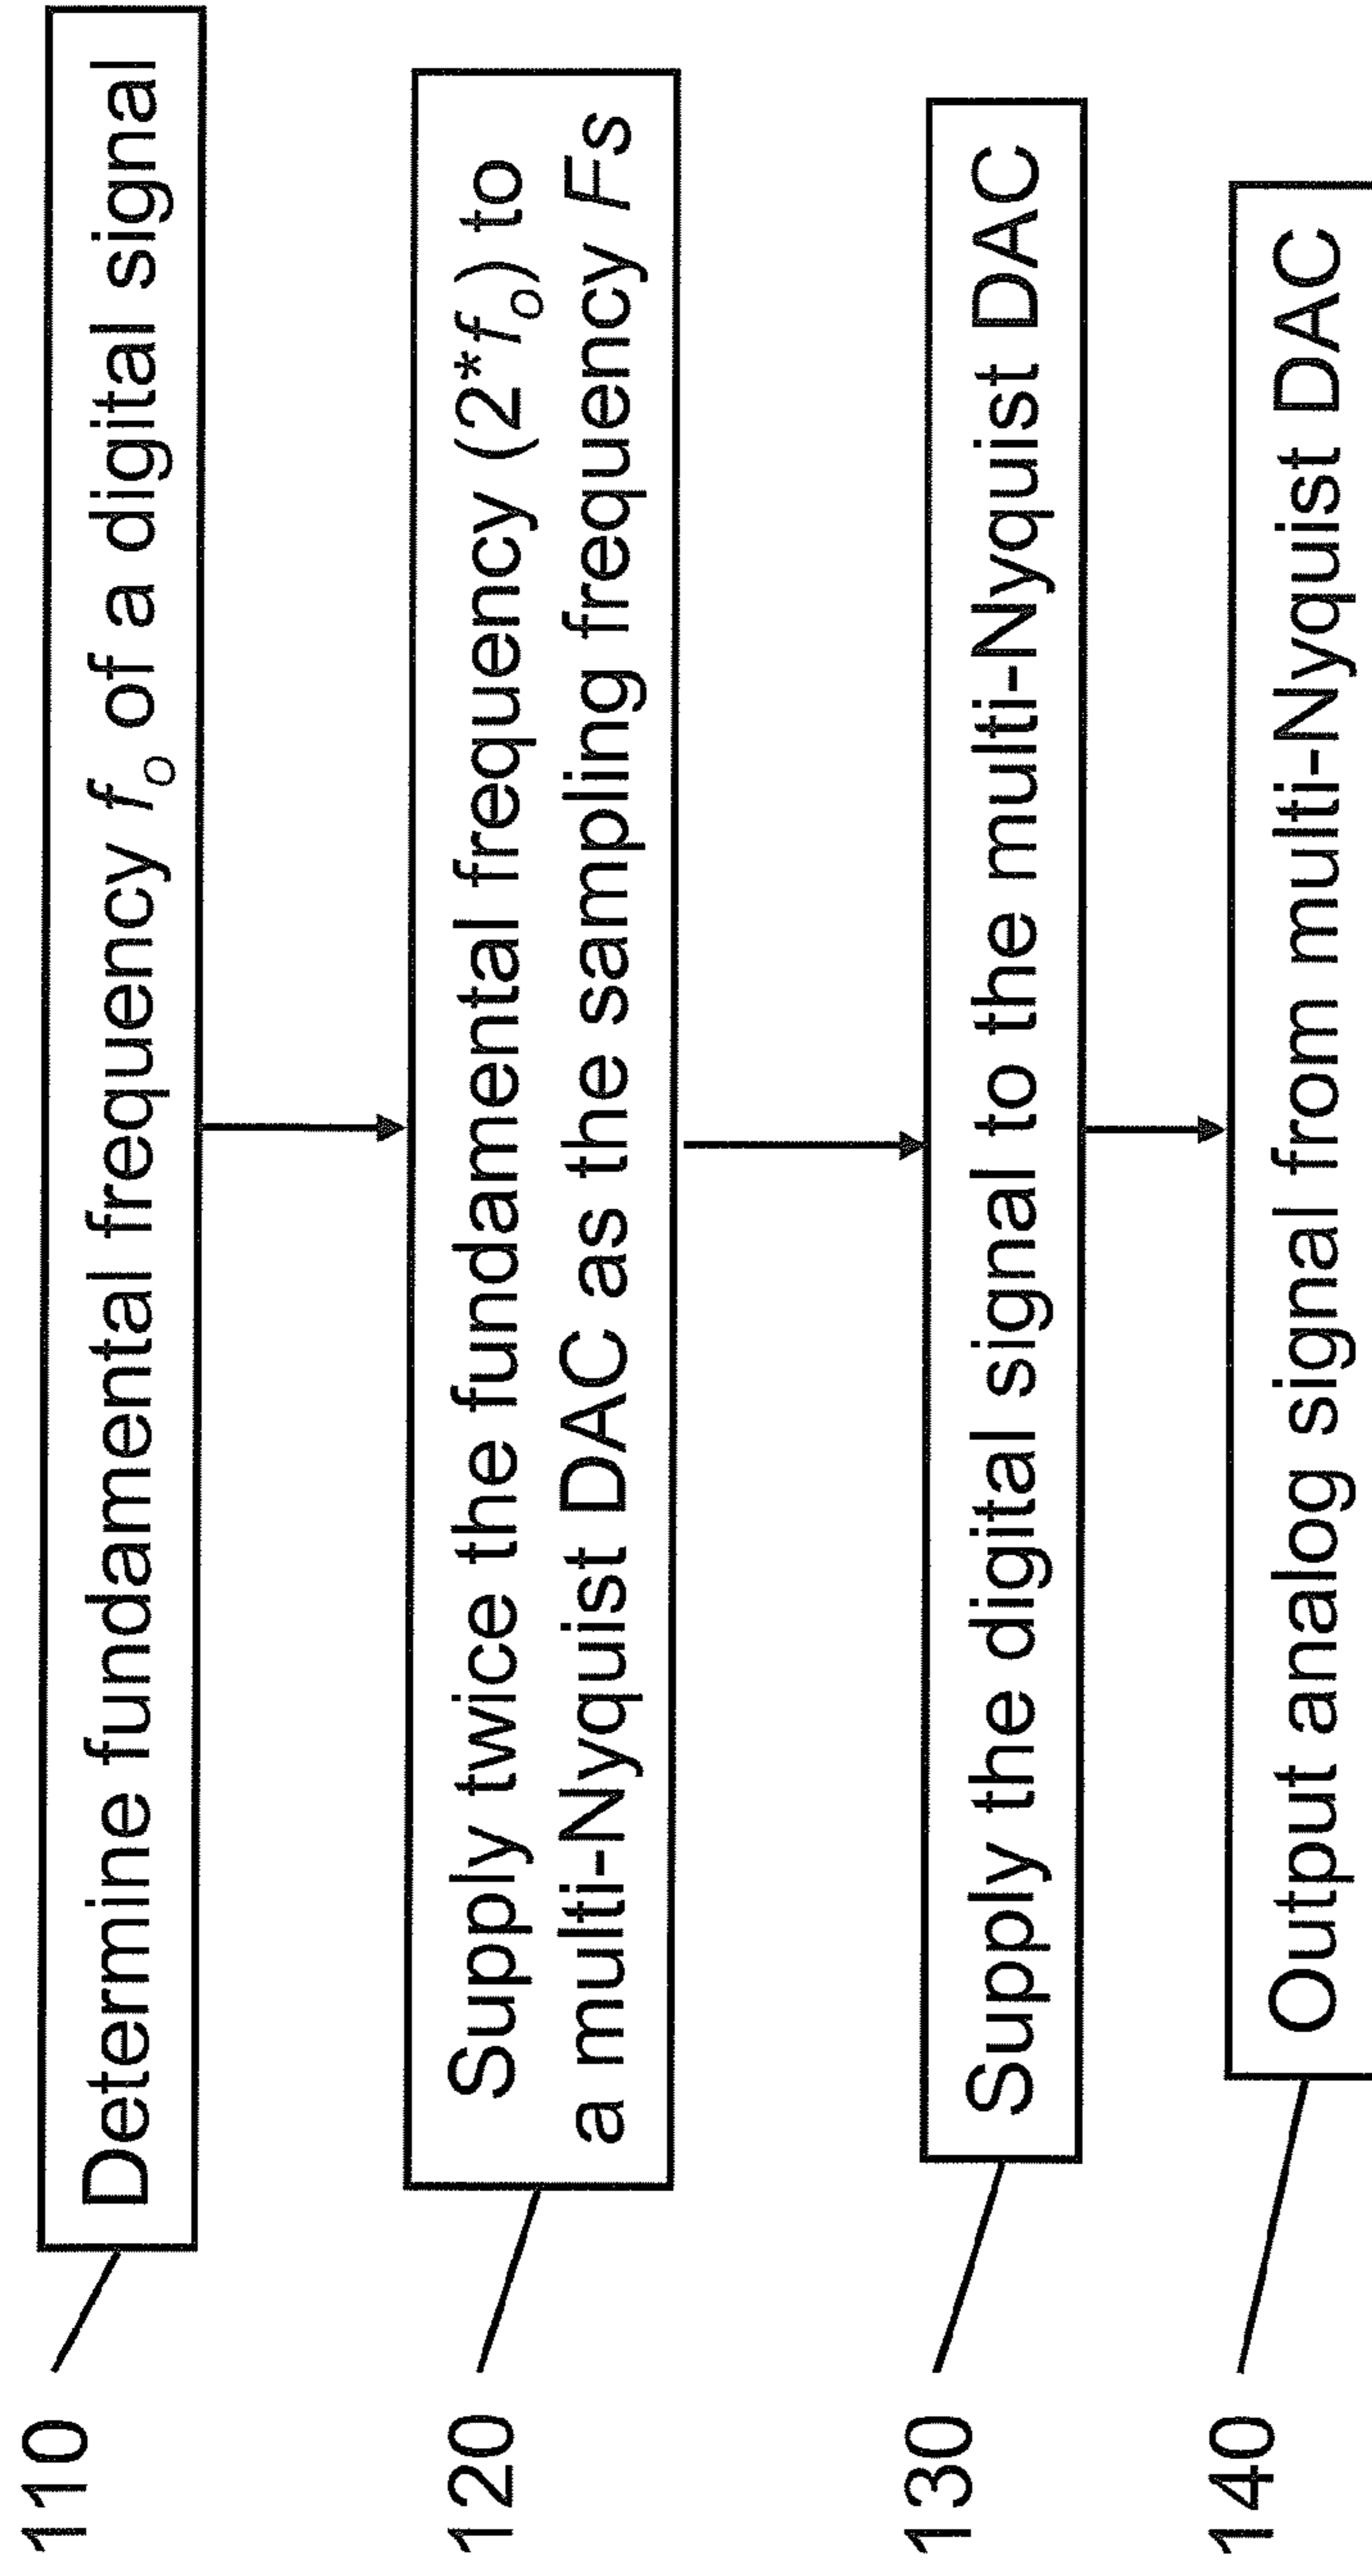 110
Determine fundamental frequency fo of a digital signal
120
Supply twice the fundamental frequency (2*fo) to
a multi-Nyquist DAC as the sampling frequency Fs
130
Supply the digital signal to the multi-Nyquist DAC
140
Output analog signal from multi-Nyquist DAC